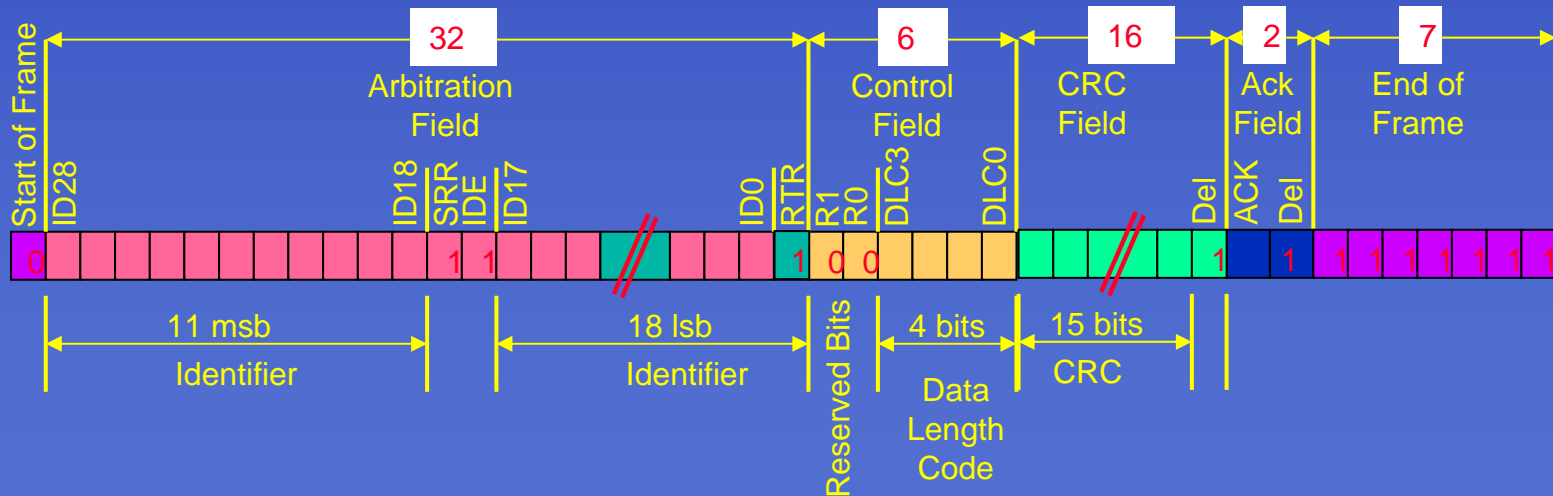 32
6
16
2
7
Arbitration
Field
Control
Field
CRC
Field
Ack
Field
End of
Frame
Start of Frame
ID28
ID18
SRR
IDE
ID17
ID0
RTR
R1
R0
DLC3
DLC0
Del
ACK
Del
0
1
1
1
0
0
1
1
1
1
1
1
1
1
1
11 msb
Identifier
18 lsb
Identifier
Reserved Bits
4 bits
Data
Length
Code
15 bits
CRC